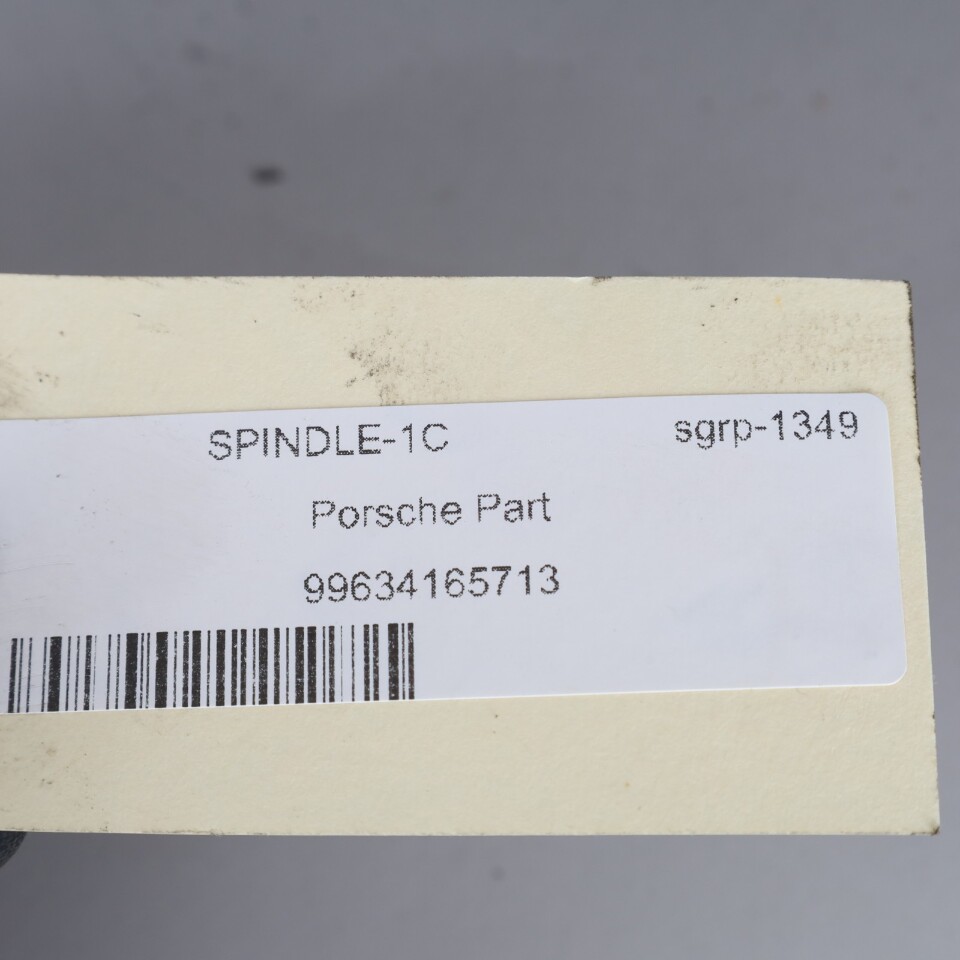 SPINDLE-1C sgrp-1349
Porsche Part
99634165713